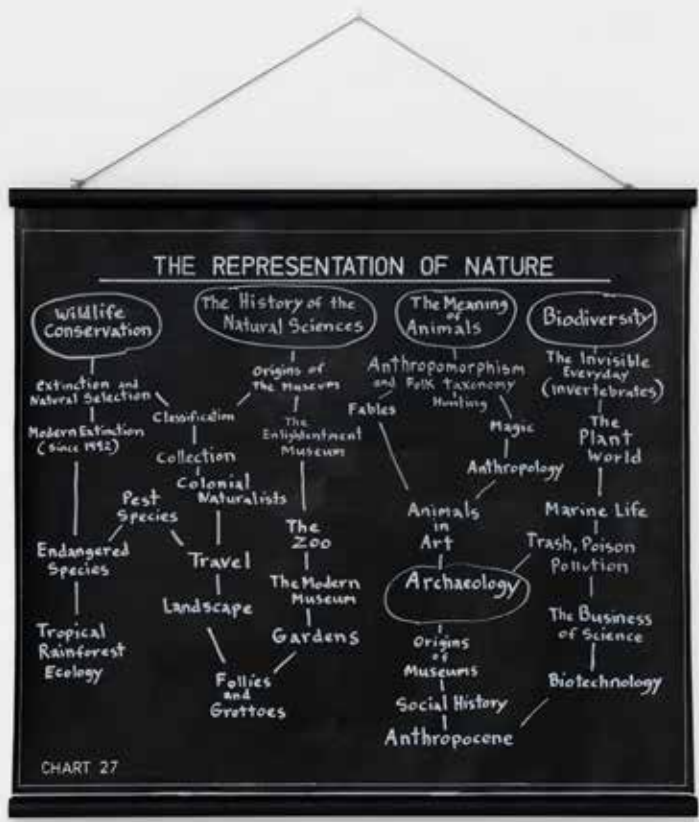 THE REPRESENTATION OF NATURE
Wildlife
Conservation
Extinction and
Natural Selection
Modern Extinction
(Since 1492)
Pest
Species
Endangered
Species
Tropical
Rainforest
Ecology
The History of the
Natural Sciences
Origins of
The Museum
Classification
The
Enlightenment
Museum
Collection
Colonial
Naturalists
Travel
Landscape
The
Zoo
The Modern
Museum
Gardens
Follies
and
Grottoes
The Meaning
of
Animals
Anthropomorphism
and Folk Taxonomy
Hunting
Fables
Magic
Anthropology
Animals
in
Art
Archaeology
Origins
of
Museums
Social History
Anthropocene
Biodiversity
The Invisible
Everyday
(invertebrates)
The
Plant
World
Marine Life
Trash, Poison
Pollution
The Business
of Science
Biotechnology
CHART 27